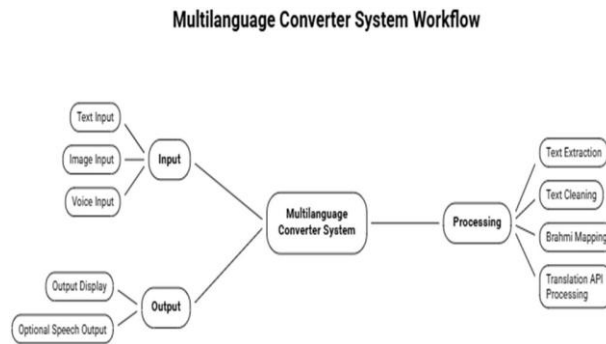 Multilanguage Converter System Workflow
Text Input
Image Input
Voice Input
Input
Output Display
Optional Speech Output
Output
Multilanguage
Converter System
Processing
Text Extraction
Text Cleaning
Brahmi Mapping
Translation API
Processing